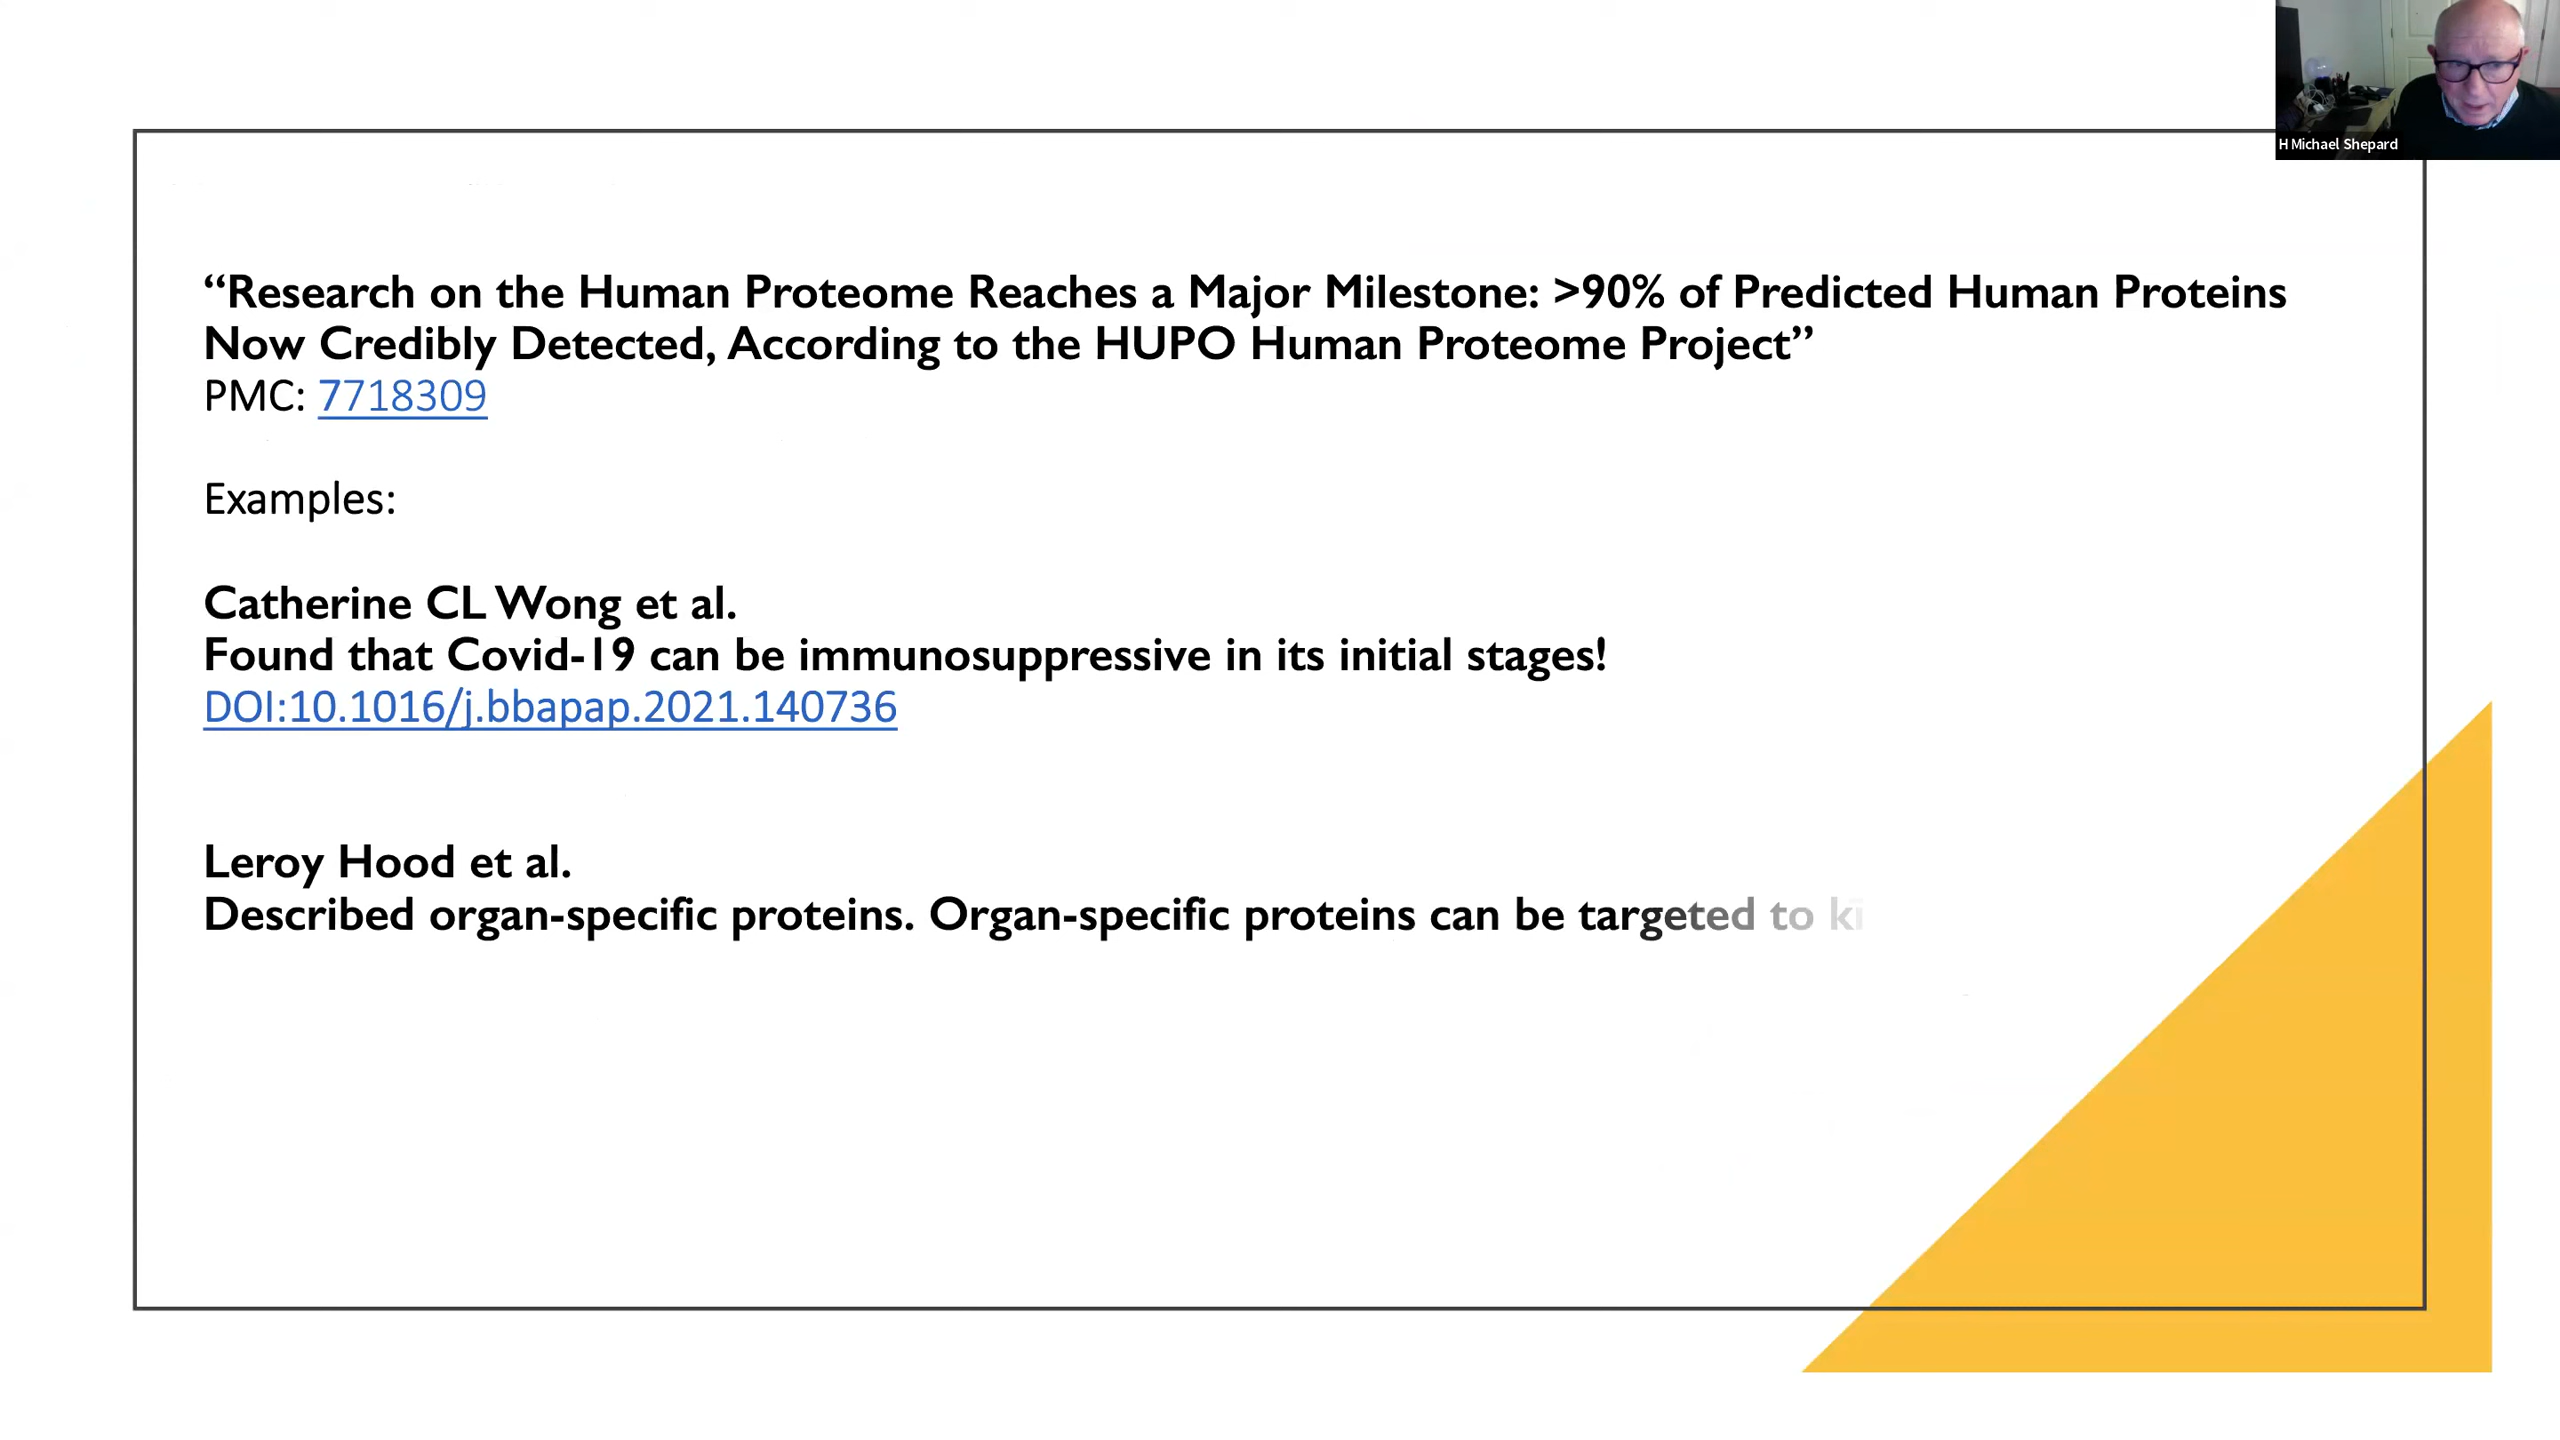 H Michael Shepard
“Research on the Human Proteome Reaches a Major Milestone: >90% of Predicted Human Proteins
Now Credibly Detected, According to the HUPO Human Proteome Project”
PMC: 7718309
Examples:
Catherine CL Wong et al.
Found that Covid-19 can be immunosuppressive in its initial stages!
DOI:10.1016/j.bbapap.2021.140736
Leroy Hood et al.
Described organ-specific proteins. Organ-specific proteins can be targeted to